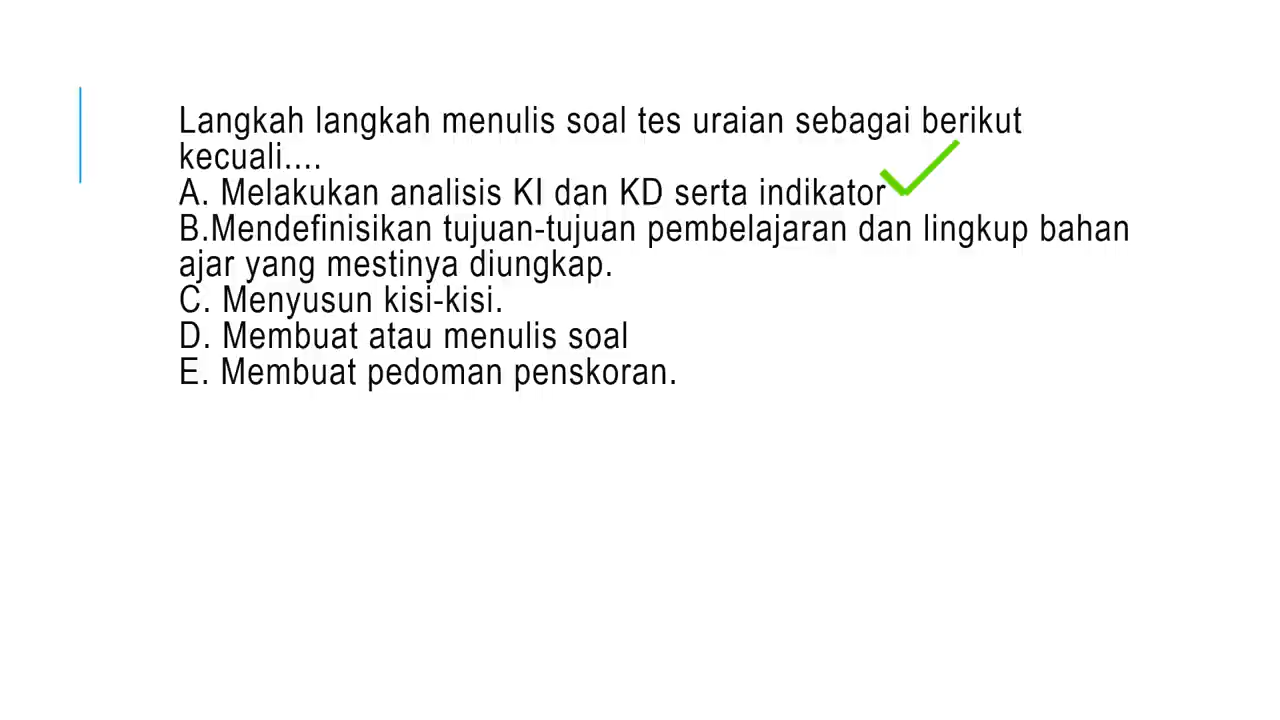 Langkah langkah menulis soal tes uraian sebagai berikut
kecuali....
A. Melakukan analisis KI dan KD serta indikator
B.Mendefinisikan tujuan-tujuan pembelajaran dan lingkup bahan
ajar yang mestinya diungkap.
C. Menyusun kisi-kisi.
D. Membuat atau menulis soal
E. Membuat pedoman penskoran.